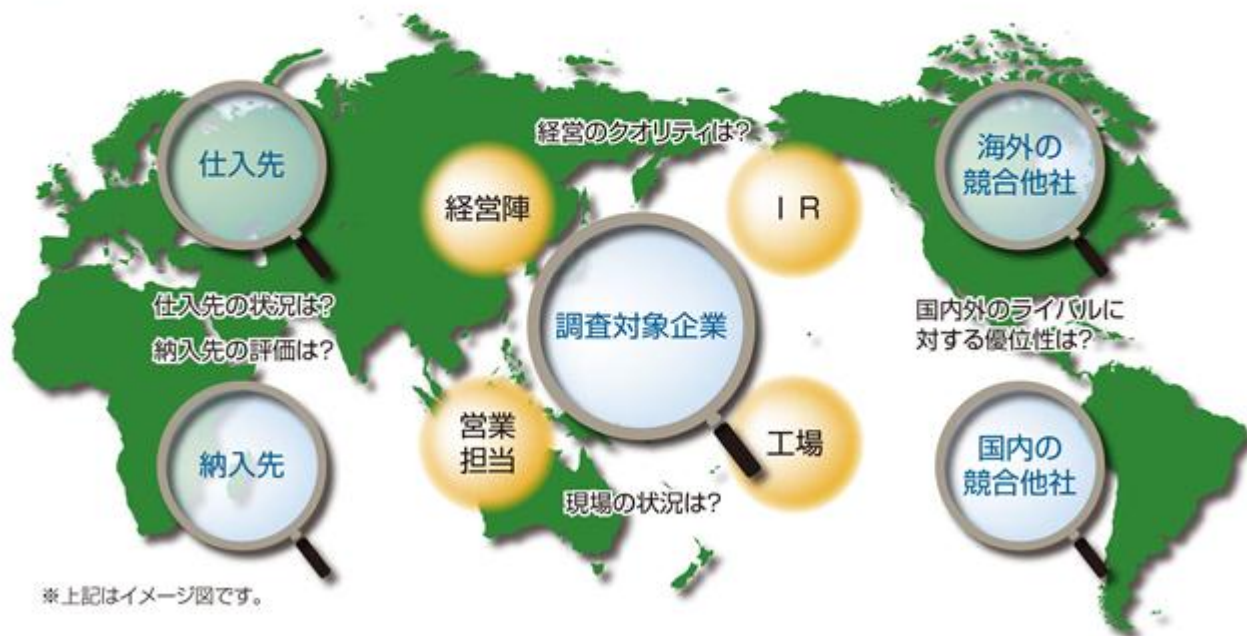 経営のクオリティは?
仕入先
経営陣
ＩＲ
海外の
競合他社
仕入先の状況は?
納入先の評価は?
調査対象企業
国内外のライバルに
対する優位性は?
納入先
営業
担当
工場
国内の
競合他社
現場の状況は?
※上記はイメージ図です。